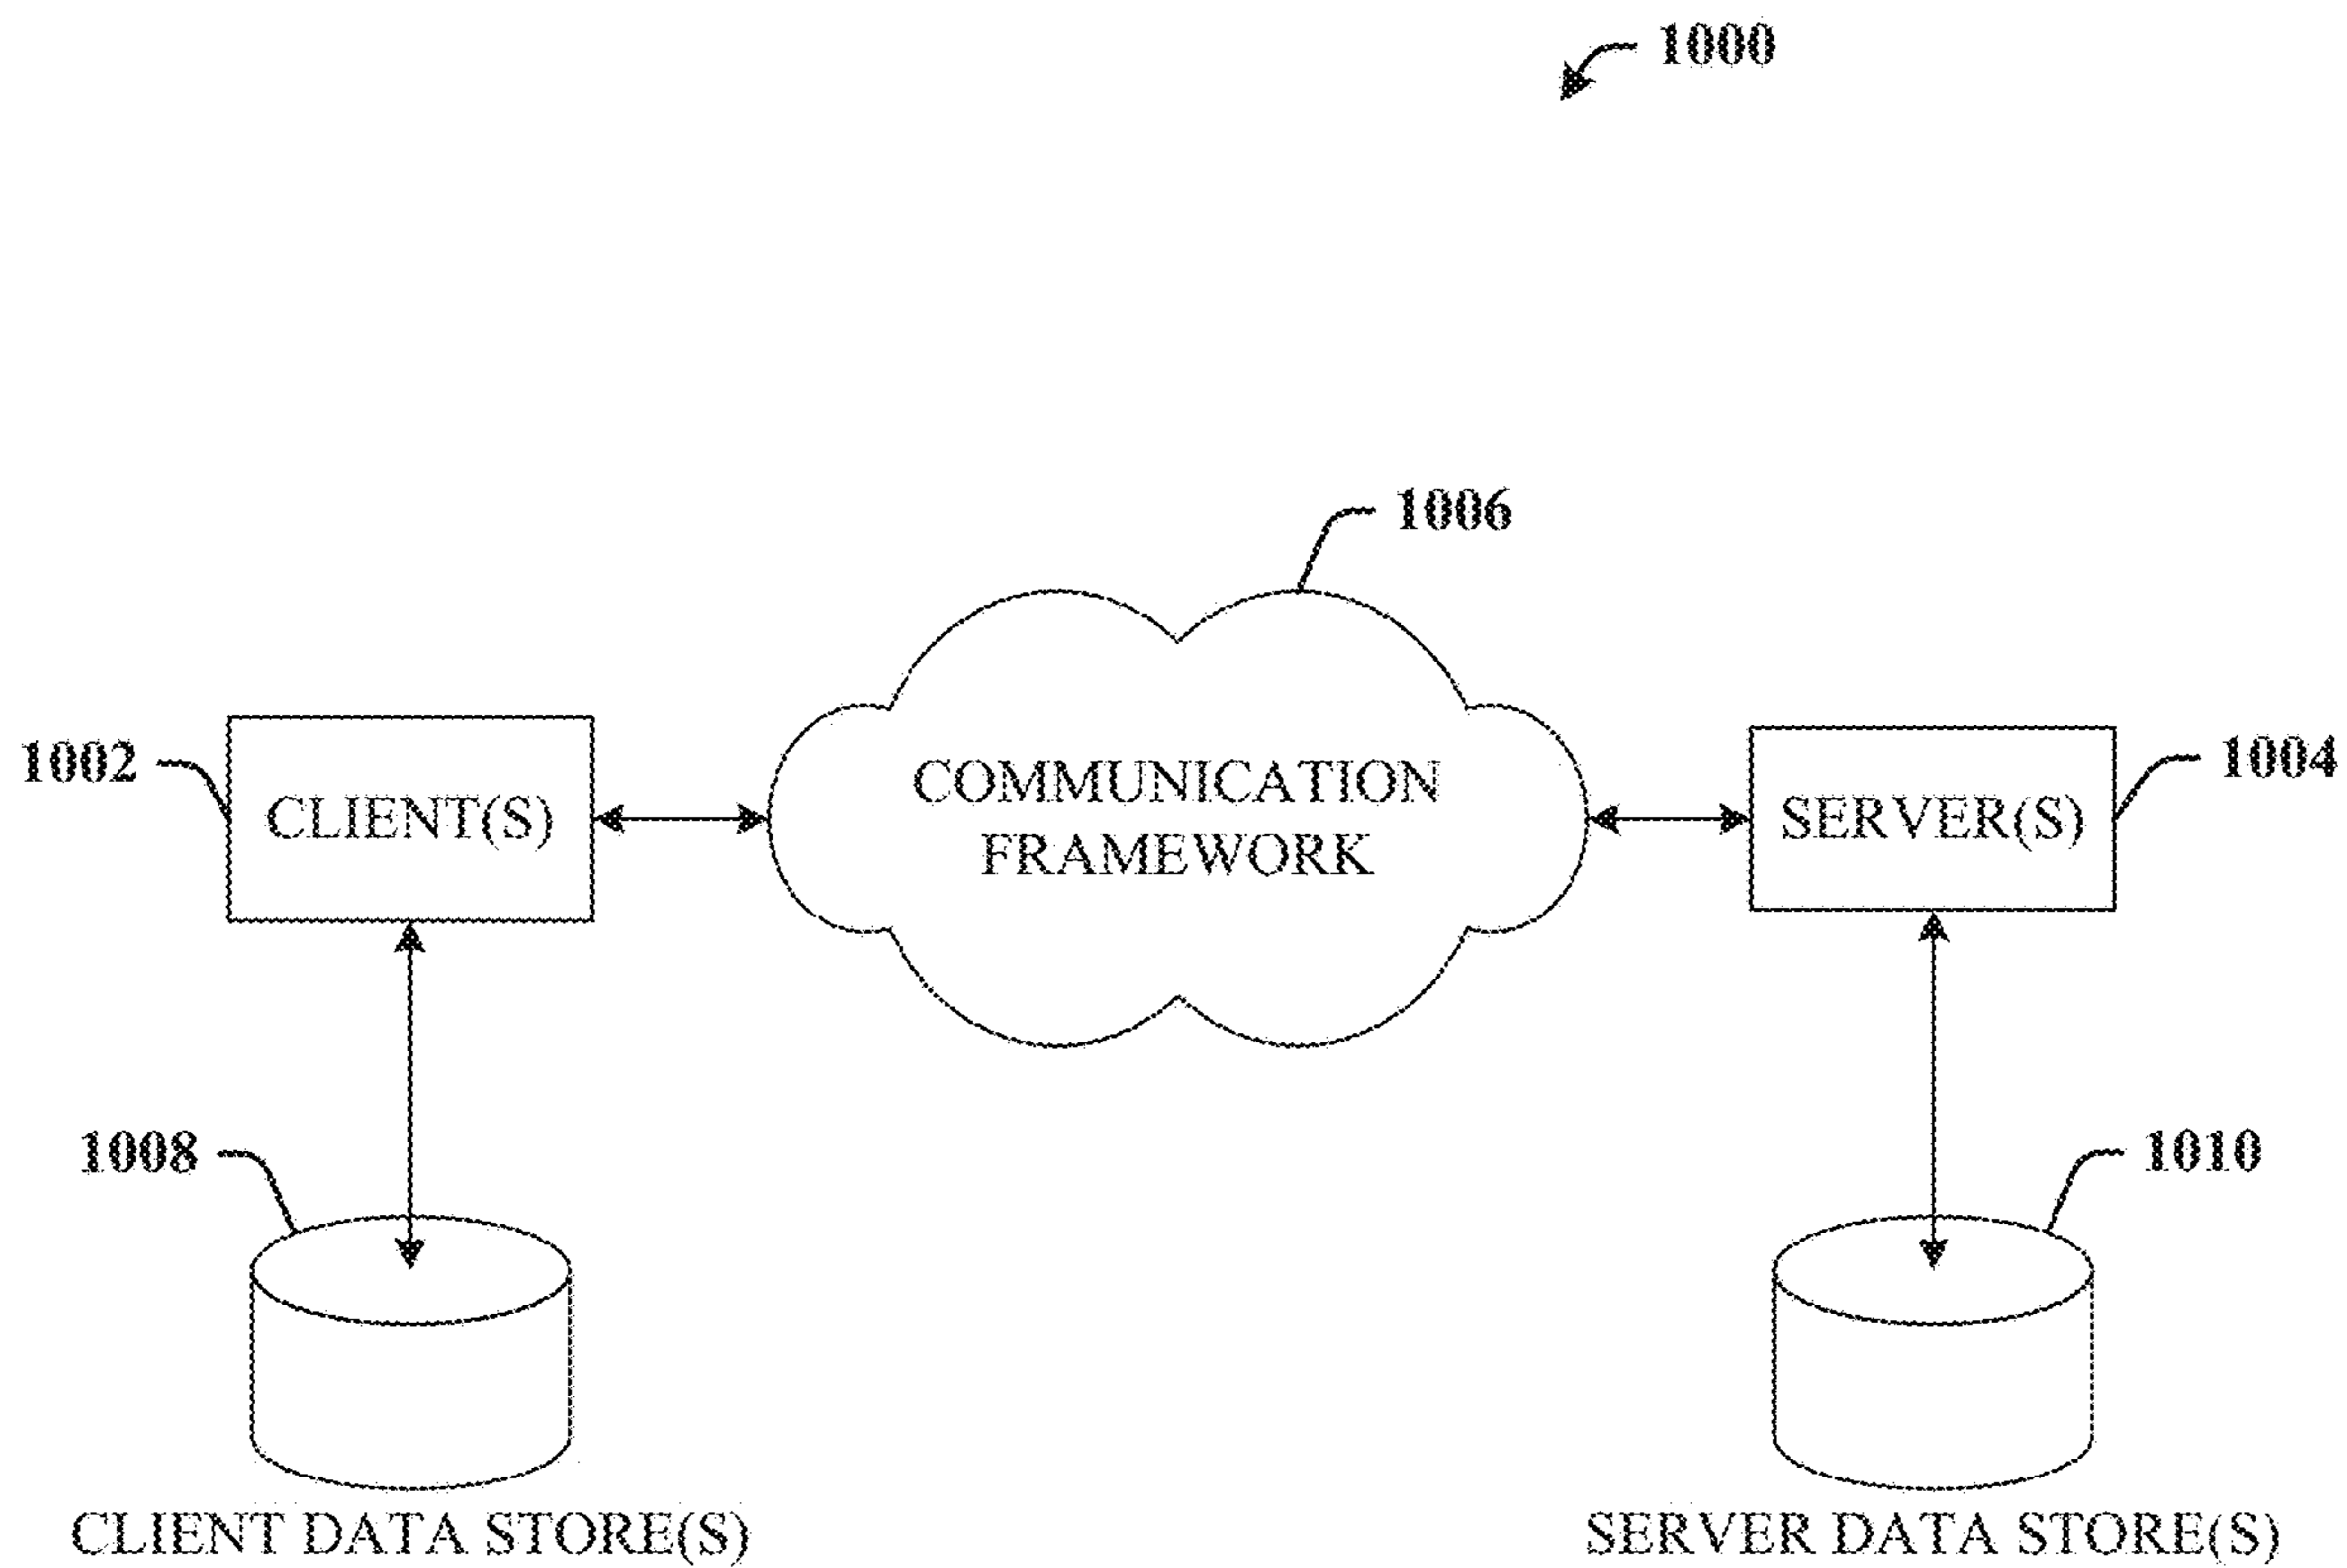 1000
1006
1002
CLIENT(S)
COMMUNICATION
FRAMEWORK
SERVER(S)
1004
1008
1010
CLIENT DATA STORE(S)
SERVER DATA STORE(S)